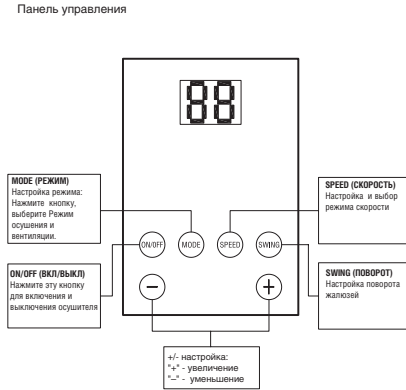 Панель управления
88
MODE (РЕЖИМ)
Настройка режима:
Нажмите кнопку,
выберите Режим
осушения и
вентиляции.
SPEED (СКОРОСТЬ)
Настройка и выбор
режима скорости
ON/OFF
MODE
SPEED
SWING
ON/OFF (ВКЛ/ВЫКЛ)
Нажмите эту кнопку
для включения и
выключения осушителя
SWING (ПОВОРОТ)
Настройка поворота
жалюзей
− +
+/- настройка:
"+" - увеличение
"−" - уменьшение